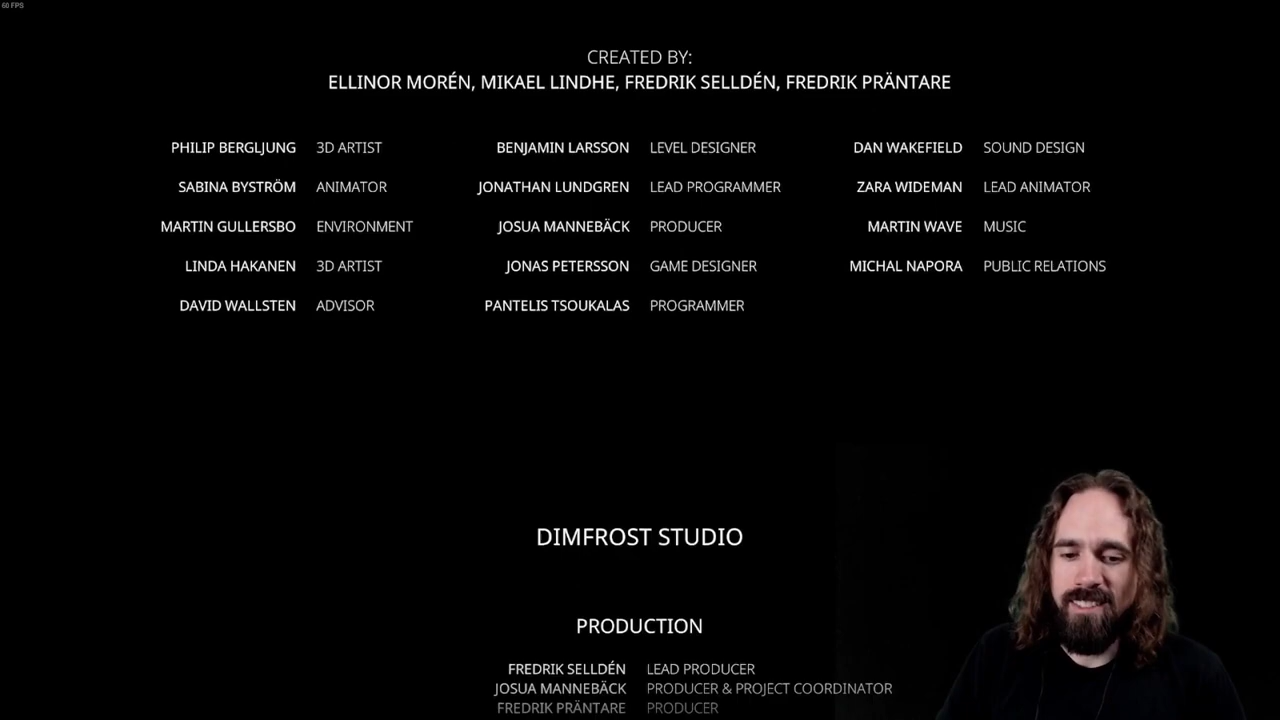 60 FPS
CREATED BY:
ELLINOR MORÉN, MIKAEL LINDHE, FREDRIK SELLDÉN, FREDRIK PRÄNTARE
PHILIP BERGLJUNG 3D ARTIST BENJAMIN LARSSON LEVEL DESIGNER DAN WAKEFIELD SOUND DESIGN
SABINA BYSTRÖM ANIMATOR JONATHAN LUNDGREN LEAD PROGRAMMER ZARA WIDEMAN LEAD ANIMATOR
MARTIN GULLERSBO ENVIRONMENT JOSUA MANNEBÄCK PRODUCER MARTIN WAVE MUSIC
LINDA HAKANEN 3D ARTIST JONAS PETERSSON GAME DESIGNER MICHAL NAPORA PUBLIC RELATIONS
DAVID WALLSTEN ADVISOR PANTELIS TSOUKALAS PROGRAMMER
DIMFROST STUDIO
PRODUCTION
FREDRIK SELLDÉN LEAD PRODUCER
JOSUA MANNEBÄCK PRODUCER & PROJECT COORDINATOR
FREDRIK PRÄNTARE PRODUCER